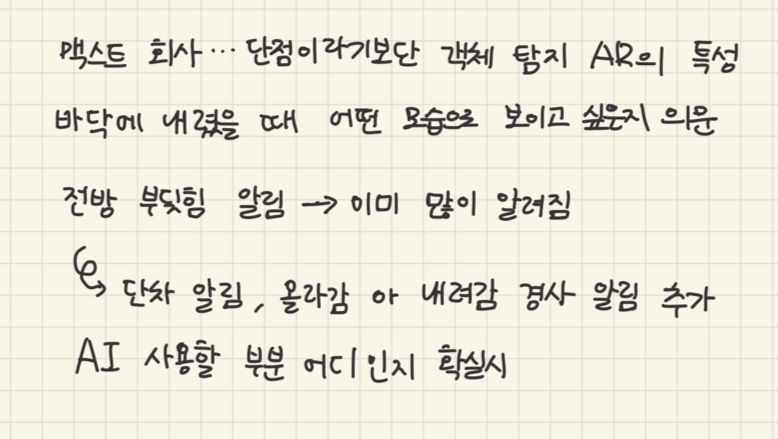 맥스트 회사… 단점이라기보단 객체 탐지 AR의 특성
바닥에 내렸을 때 어떤 모습으로 보이고 싶은지 의문
전방 부딪힘 알림 → 이미 많이 알려짐
↳ 단차 알림, 올라감 아 내려감 경사 알림 추가
AI 사용할 부분 어디인지 확실시